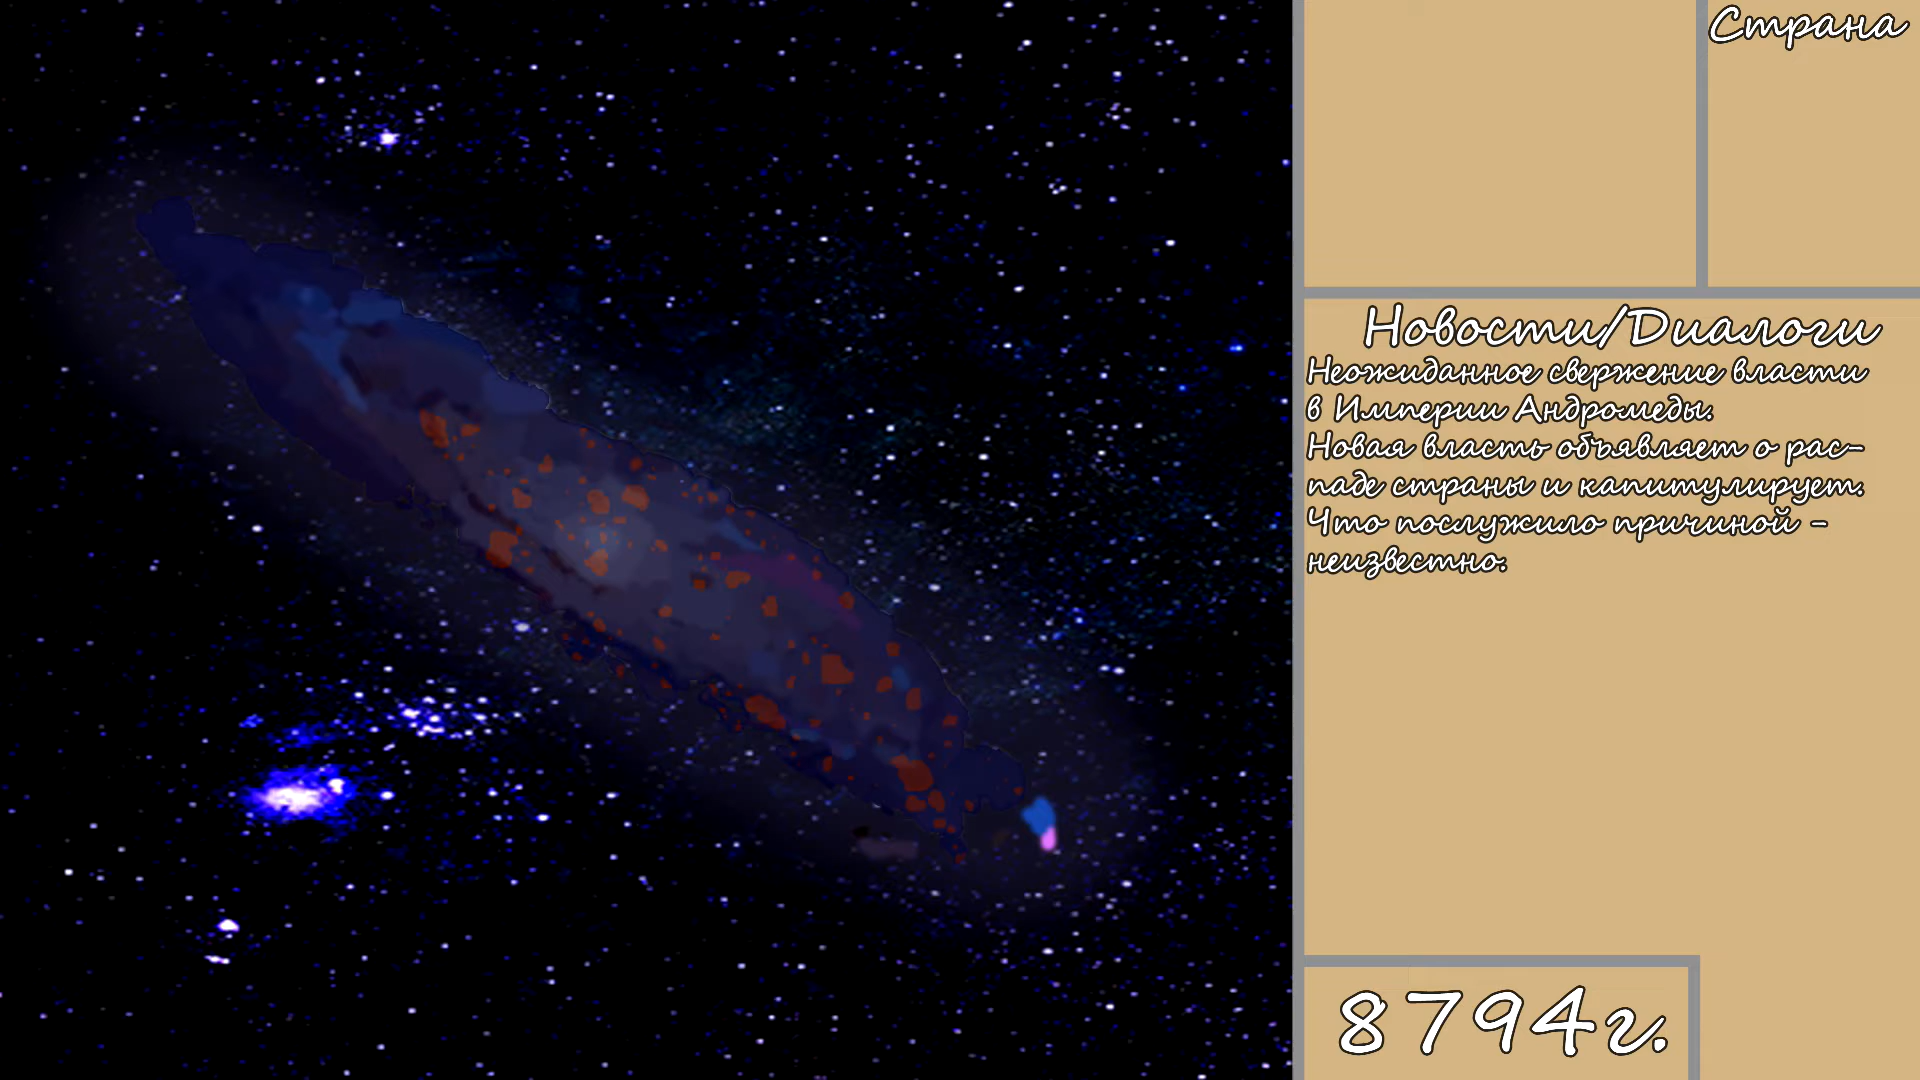 Страна
Новости/Диалоги
Неожиданное свержение власти
в Империи Андромеды.
Новая власть объявляет о рас-
паде страны и капитулирует.
Что послужило причиной -
неизвестно.
8794г.